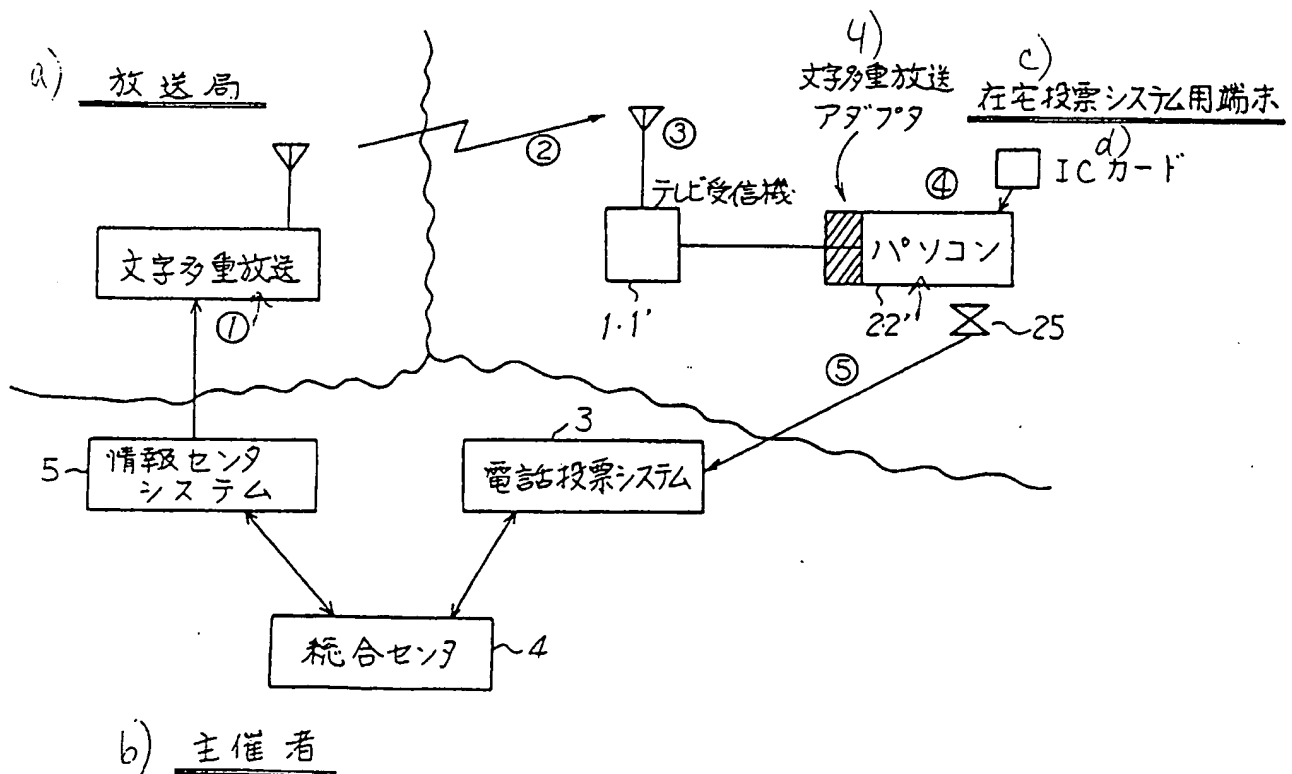 a) 放送局
4)
文字多重放送
アダプタ
c)
在宅投票システム用端末
d)
ICカード
②
③
④
テレビ受信機
文字多重放送
①
パソコン
1・1'
2・2'
25
⑤
5
情報センタ
システム
3
電話投票システム
総合センタ
4
b) 主催者